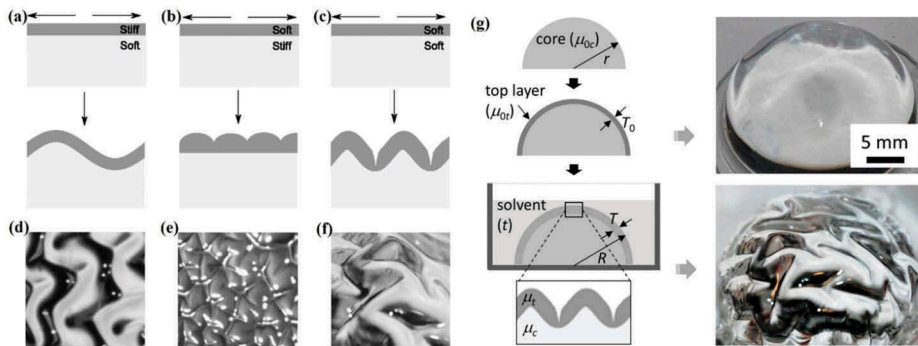 (a)
Stiff
Soft
(b)
Soft
Stiff
(c)
Soft
Soft
(d)
(e)
(f)
(g)
core (μ0c)
r
top layer
(μ0t)
T0
solvent
(t)
T
R
μt
μc
5 mm